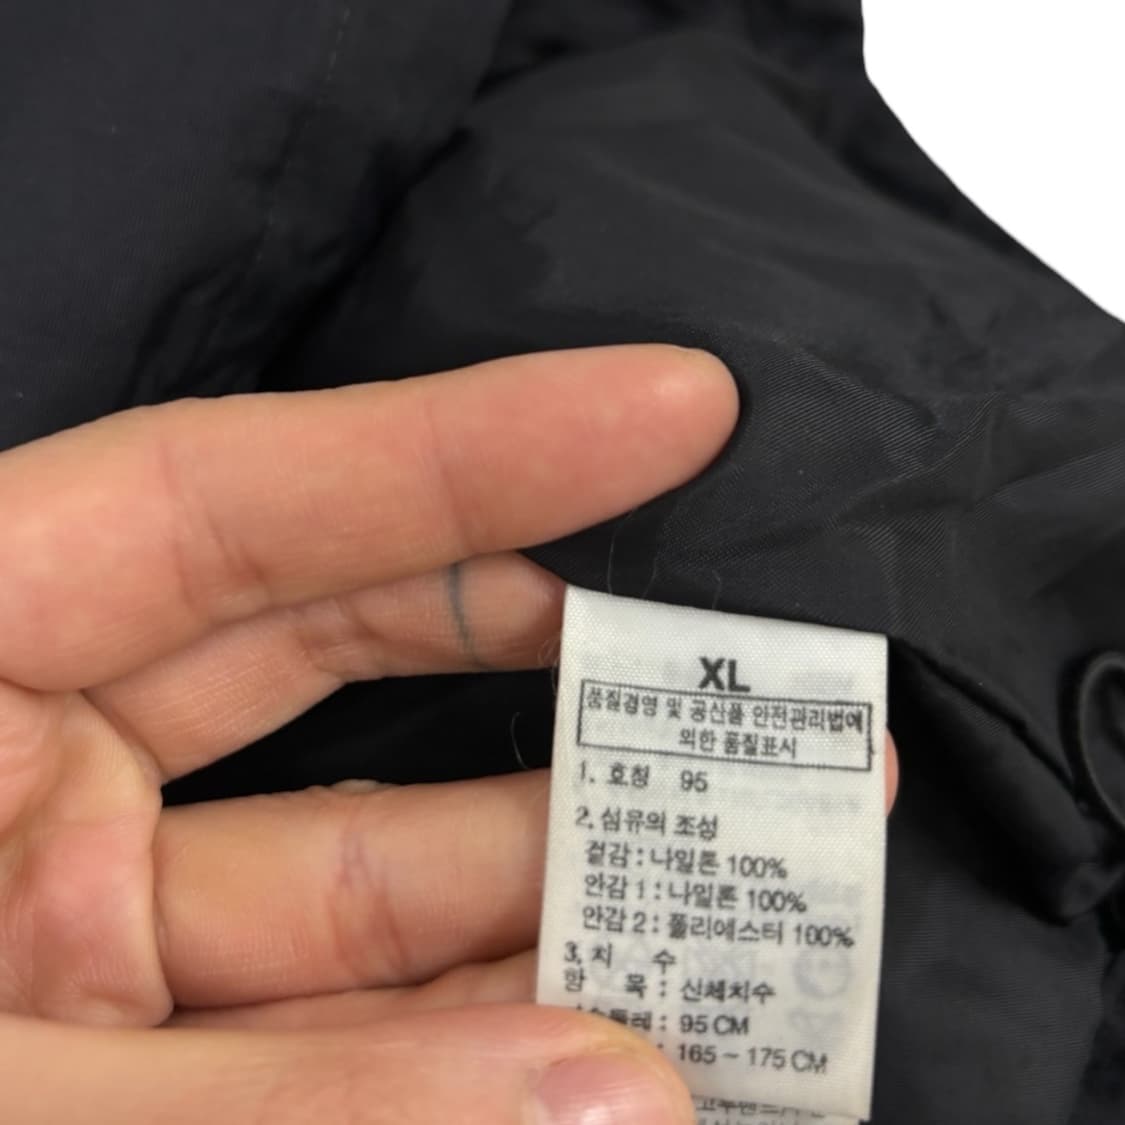 XL
품질경영 및 공산품 안전관리법에
의한 품질표시
1. 호칭 95
2. 섬유의 조성
겉감 : 나일론 100%
안감 1 : 나일론 100%
안감 2 : 폴리에스터 100%
3. 치 수
항 목 : 신체치수
: 95 CM
: 165 ~ 175 CM